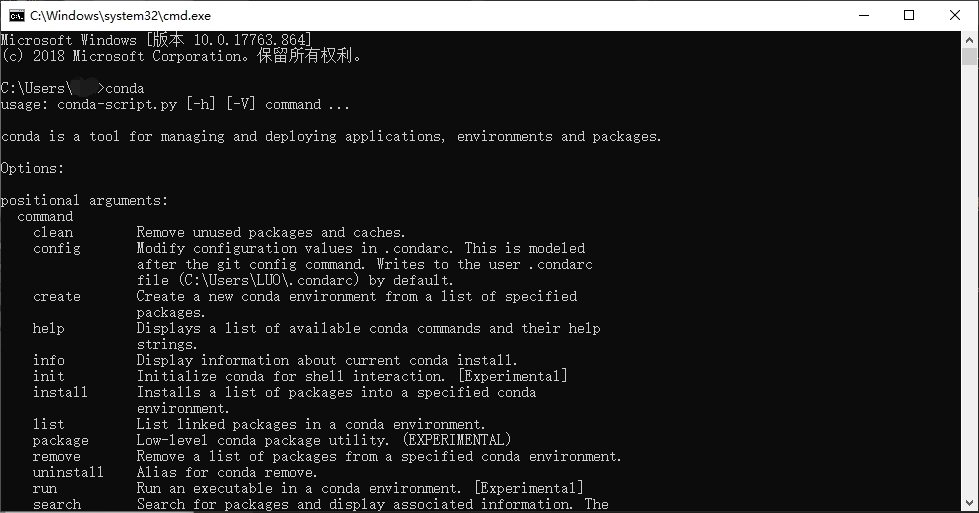 C:\Windows\system32\cmd.exe
Microsoft Windows [版本 10.0.17763.864]
(c) 2018 Microsoft Corporation。保留所有权利。
C:\Users\ >conda
usage: conda-script.py [-h] [-V] command ...
conda is a tool for managing and deploying applications, environments and packages.
Options:
positional arguments:
command
clean Remove unused packages and caches.
config Modify configuration values in .condarc. This is modeled
after the git config command. Writes to the user .condarc
file (C:\Users\LUO\.condarc) by default.
create Create a new conda environment from a list of specified
packages.
help Displays a list of available conda commands and their help
strings.
info Display information about current conda install.
init Initialize conda for shell interaction. [Experimental]
install Installs a list of packages into a specified conda
environment.
list List linked packages in a conda environment.
package Low-level conda package utility. (EXPERIMENTAL)
remove Remove a list of packages from a specified conda environment.
uninstall Alias for conda remove.
run Run an executable in a conda environment. [Experimental]
search Search for packages and display associated information. The